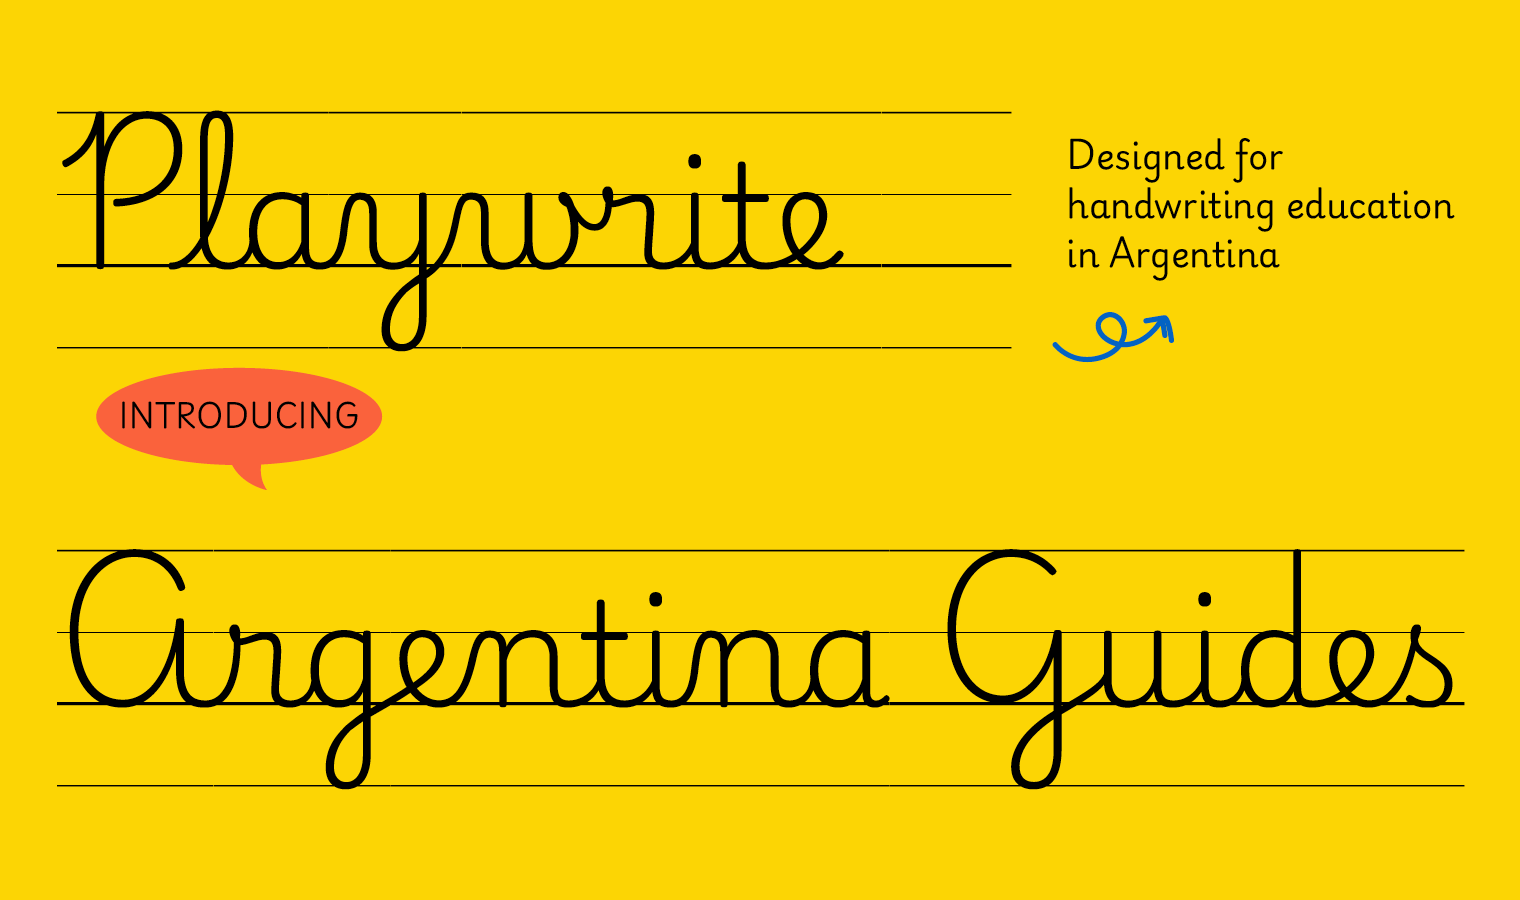 Playwrite
Designed for
handwriting education
in Argentina
INTRODUCING
Argentina Guides